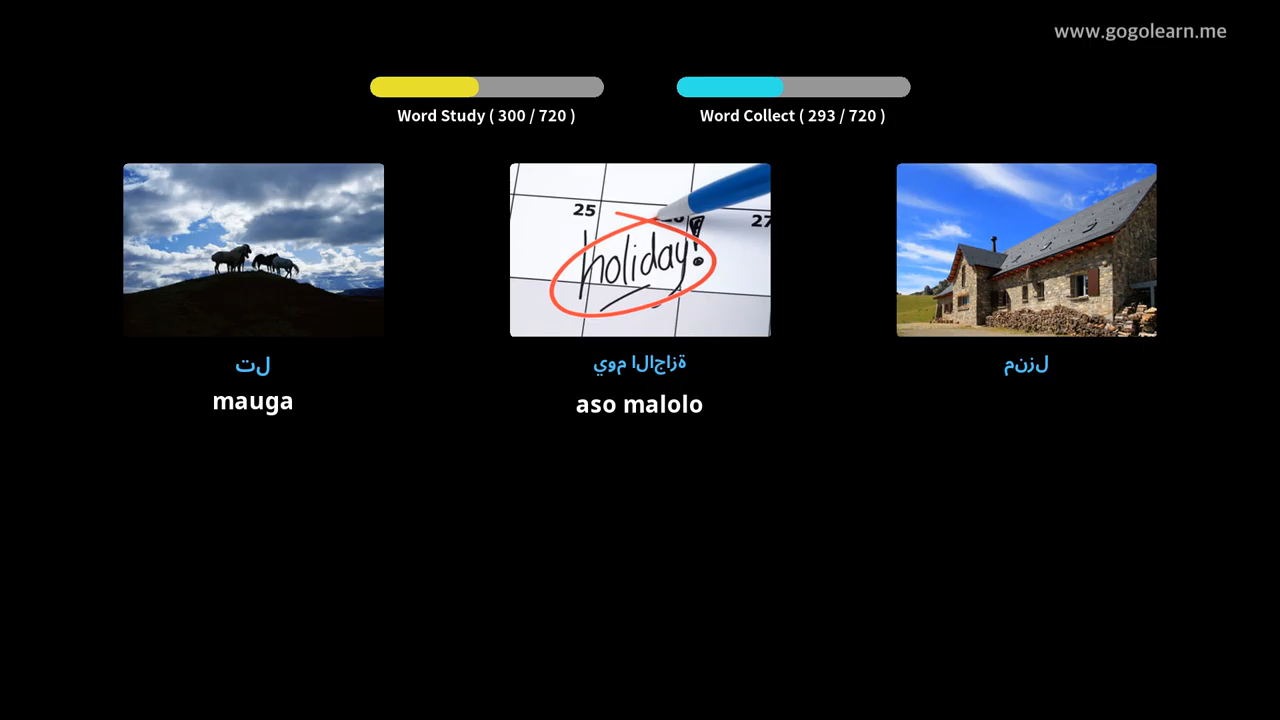 www.gogolearn.me
Word Study ( 300 / 720 )
Word Collect ( 293 / 720 )
25
27
holiday!
تل
يوم الاجازة
منزل
mauga
aso malolo